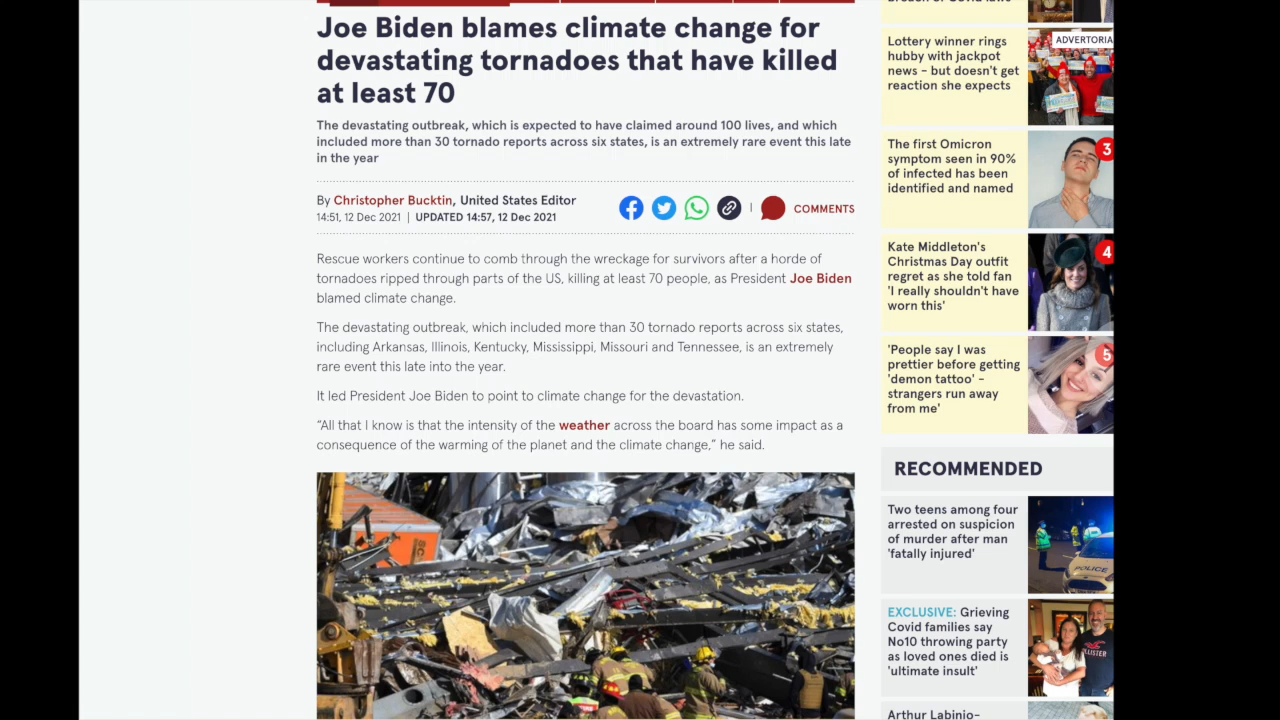 Joe Biden blames climate change for
devastating tornadoes that have killed
at least 70
The devastating outbreak, which is expected to have claimed around 100 lives, and which
included more than 30 tornado reports across six states, is an extremely rare event this late
in the year
By Christopher Bucktin, United States Editor
14:51, 12 Dec 2021 | UPDATED 14:57, 12 Dec 2021
COMMENTS
Rescue workers continue to comb through the wreckage for survivors after a horde of
tornadoes ripped through parts of the US, killing at least 70 people, as President Joe Biden
blamed climate change.
The devastating outbreak, which included more than 30 tornado reports across six states,
including Arkansas, Illinois, Kentucky, Mississippi, Missouri and Tennessee, is an extremely
rare event this late into the year.
It led President Joe Biden to point to climate change for the devastation.
“All that I know is that the intensity of the weather across the board has some impact as a
consequence of the warming of the planet and the climate change,” he said.
Lottery winner rings
hubby with jackpot
news - but doesn't get
reaction she expects
ADVERTORIA
The first Omicron
symptom seen in 90%
of infected has been
identified and named
3
Kate Middleton's
Christmas Day outfit
regret as she told fan
'I really shouldn't have
worn this'
4
'People say I was
prettier before getting
'demon tattoo' -
strangers run away
from me'
5
RECOMMENDED
Two teens among four
arrested on suspicion
of murder after man
'fatally injured'
POLICE
EXCLUSIVE: Grieving
Covid families say
No10 throwing party
as loved ones died is
'ultimate insult'
HOLLISTER
Arthur Labinio-